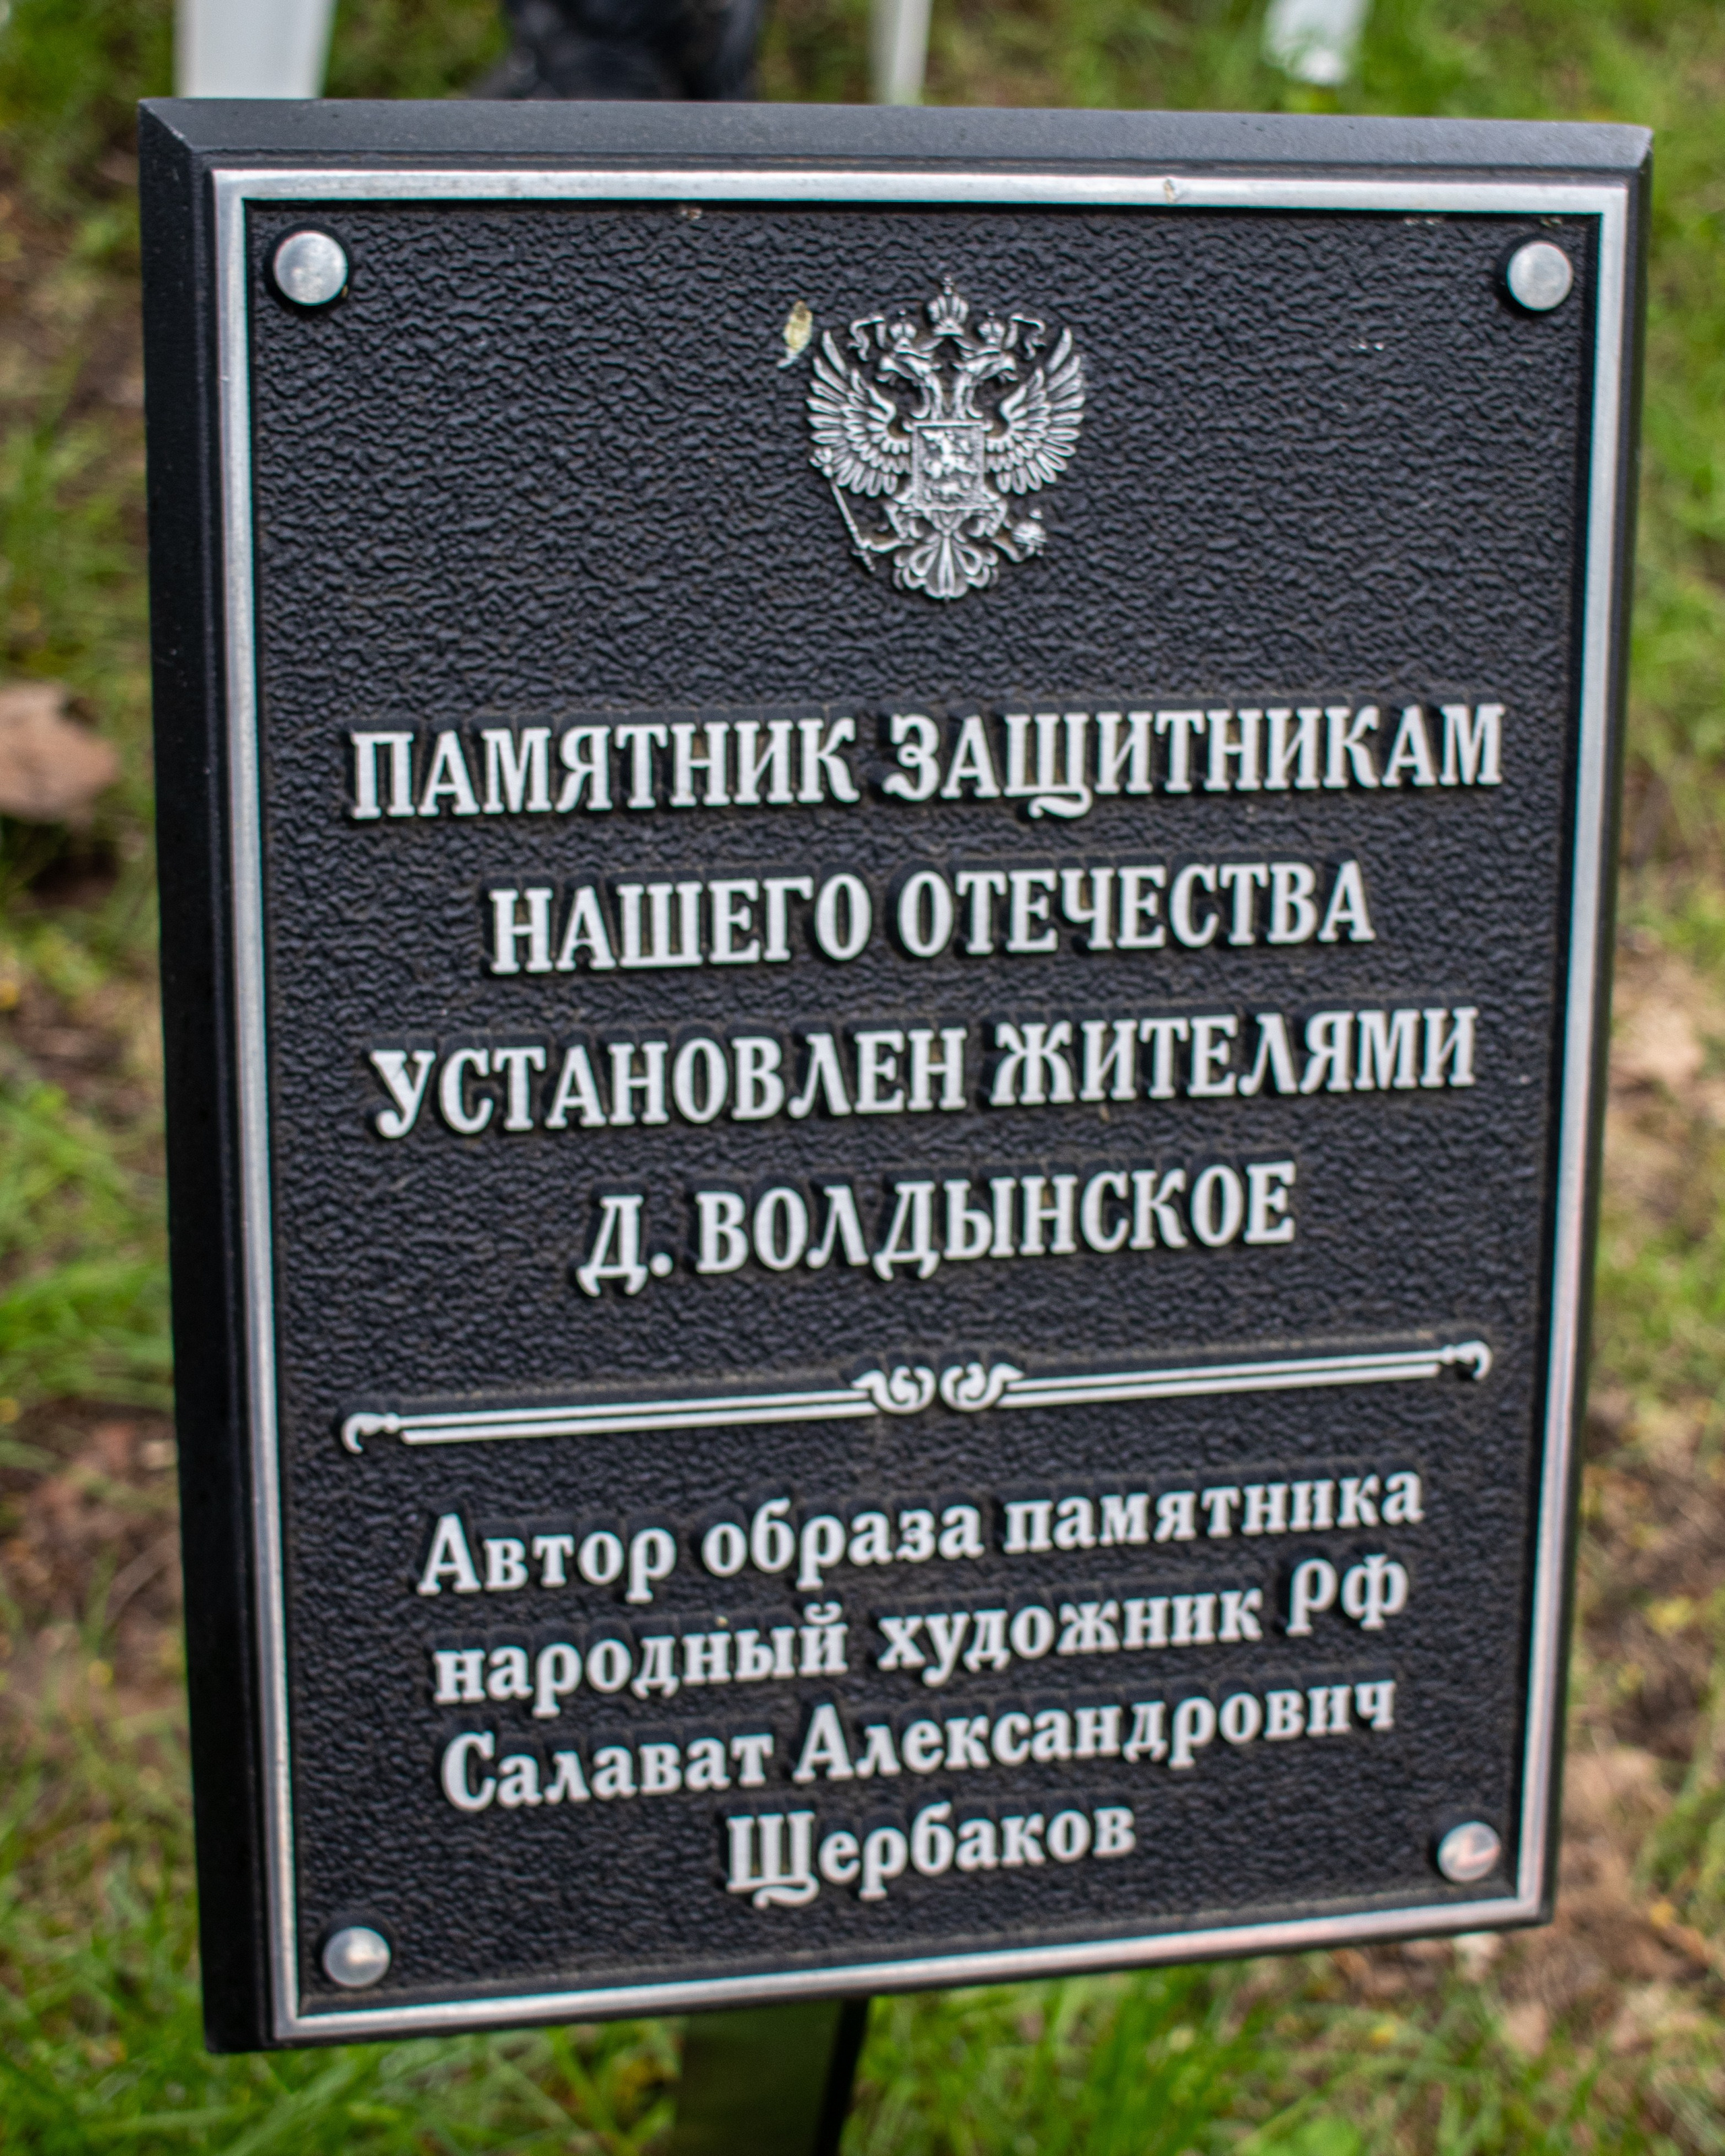 ПАМЯТНИК ЗАЩИТНИКАМ
НАШЕГО ОТЕЧЕСТВА
УСТАНОВЛЕН ЖИТЕЛЯМИ
Д. ВОЛДЫНСКОЕ
Автор образа памятника
народный художник РФ
Салават Александрович
Щербаков